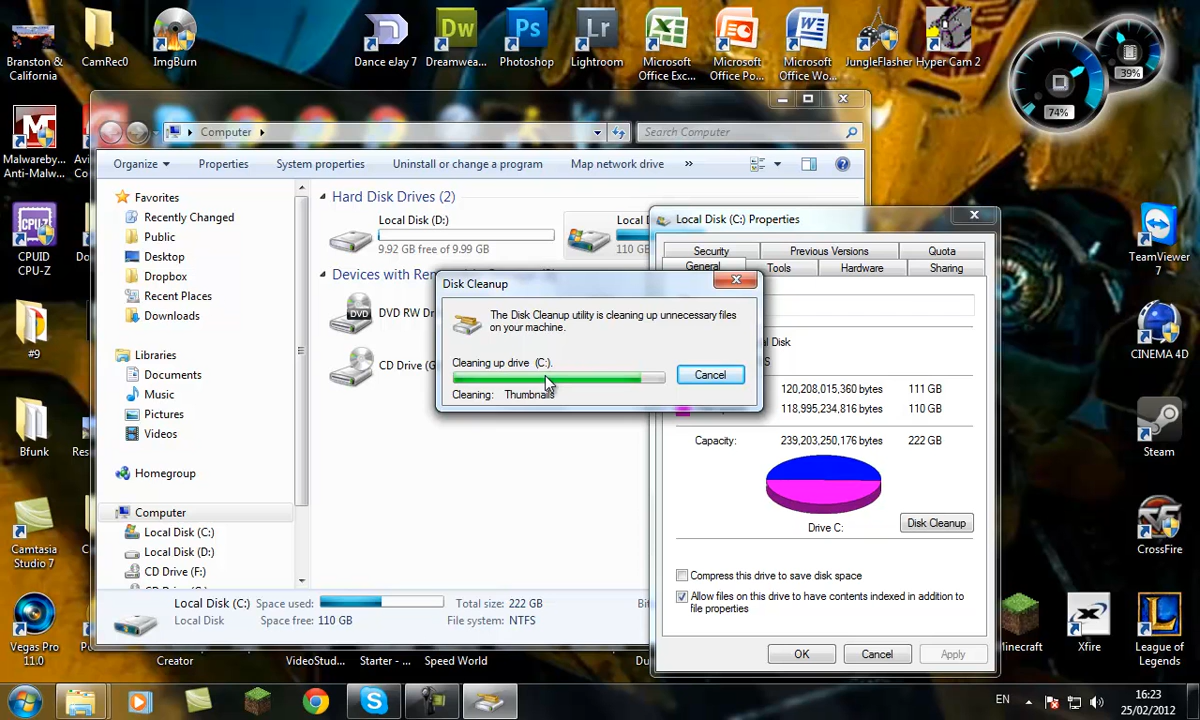 Branston &
California
CamRec0
ImgBurn
Dance eJay 7
Dreamwea...
Photoshop
Lightroom
Microsoft
Office Exc...
Microsoft
Office Po...
Microsoft
Office Wo...
JungleFlasher
Hyper Cam 2
39%
74%
Computer
Search Computer
Malwareby...
Anti-Malw...
Organize
Properties
System properties
Uninstall or change a program
Map network drive
»
Favorites
Recently Changed
Public
Desktop
Dropbox
Recent Places
Downloads
Libraries
Documents
Music
Pictures
Videos
Homegroup
Computer
Local Disk (C:)
Local Disk (D:)
CD Drive (F:)
Hard Disk Drives (2)
Local Disk (D:)
9.92 GB free of 9.99 GB
Local
110 GB
Devices with
DVD RW
CD Drive
Local Disk (C:) Properties
Security
Previous Versions
Quota
General
Tools
Hardware
Sharing
Disk
120,208,015,360 bytes 111 GB
118,995,234,816 bytes 110 GB
Capacity: 239,203,250,176 bytes 222 GB
Drive C:
Disk Cleanup
Compress this drive to save disk space
Allow files on this drive to have contents indexed in addition to
file properties
OK
Cancel
Apply
Disk Cleanup
The Disk Cleanup utility is cleaning up unnecessary files
on your machine.
Cleaning up drive (C:).
Cancel
Cleaning: Thumbnails
Local Disk (C:) Space used: Total size: 222 GB
Local Disk Space free: 110 GB File system: NTFS
CPUID
CPU-Z
#9
Bfunk
Camtasia
Studio 7
Vegas Pro
11.0
Creator
VideoStud...
Starter - ...
Speed World
TeamViewer
7
CINEMA 4D
Steam
CrossFire
Minecraft
Xfire
League of
Legends
EN
16:23
25/02/2012